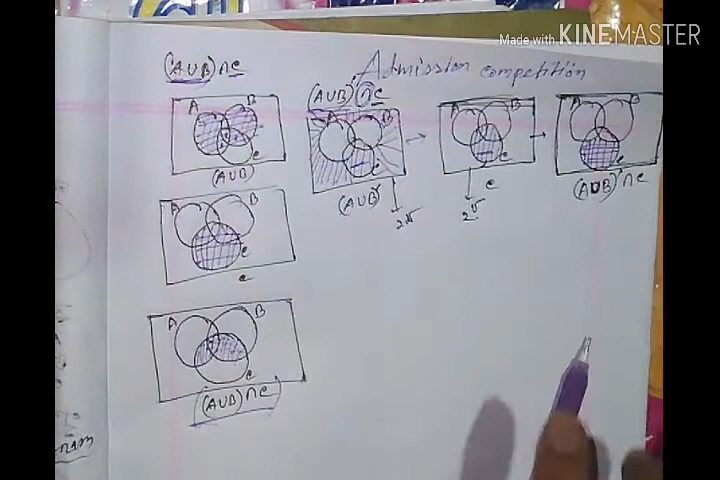 Made with KINEMASTER
(A∪B)∩C
Admission competition
(A∪B)'∩C
A B C
(A∪B)
A B C
(A∪B)'
A B C
C
A B C
(A∪B)'∩C
A B C
C
A B C
(A∪B)∩C